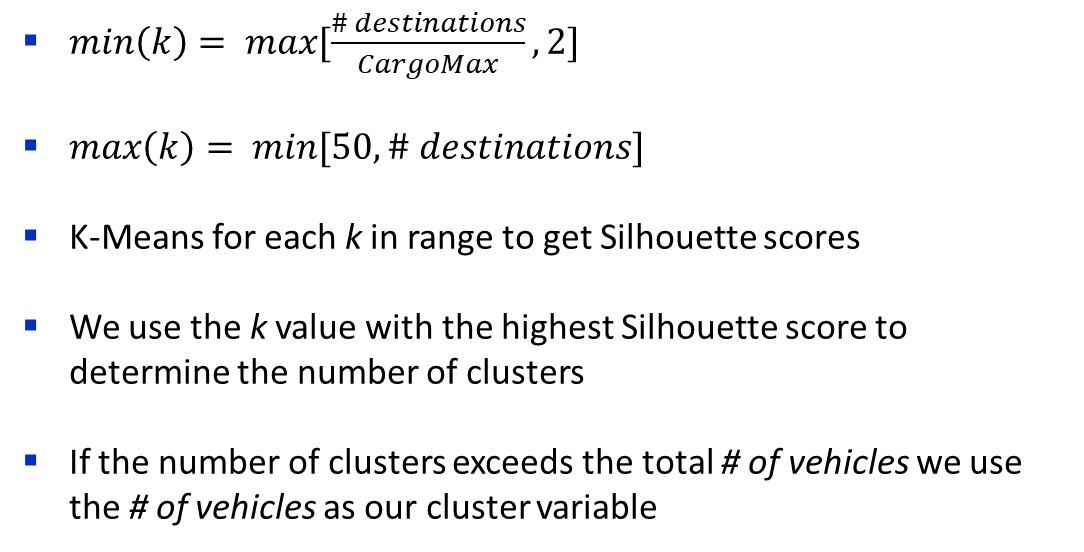 ▪ min(k) = max[# destinations / CargoMax, 2]
▪ max(k) = min[50, # destinations]
▪ K-Means for each k in range to get Silhouette scores
▪ We use the k value with the highest Silhouette score to
determine the number of clusters
▪ If the number of clusters exceeds the total # of vehicles we use
the # of vehicles as our cluster variable